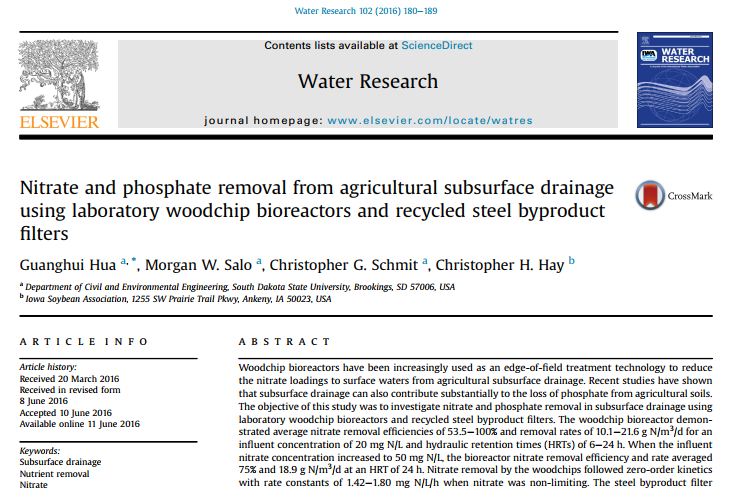 Water Research 102 (2016) 180–189
Contents lists available at ScienceDirect
Water Research
journal homepage: www.elsevier.com/locate/watres
ELSEVIER
IWA
WATER
RESEARCH
Nitrate and phosphate removal from agricultural subsurface drainage
using laboratory woodchip bioreactors and recycled steel byproduct
filters
CrossMark
Guanghui Hua a, *, Morgan W. Salo a, Christopher G. Schmit a, Christopher H. Hay b
a Department of Civil and Environmental Engineering, South Dakota State University, Brookings, SD 57006, USA
b Iowa Soybean Association, 1255 SW Prairie Trail Pkwy, Ankeny, IA 50023, USA
ARTICLE INFO
Article history:
Received 20 March 2016
Received in revised form
8 June 2016
Accepted 10 June 2016
Available online 11 June 2016
Keywords:
Subsurface drainage
Nutrient removal
Nitrate
ABSTRACT
Woodchip bioreactors have been increasingly used as an edge-of-field treatment technology to reduce
the nitrate loadings to surface waters from agricultural subsurface drainage. Recent studies have shown
that subsurface drainage can also contribute substantially to the loss of phosphate from agricultural soils.
The objective of this study was to investigate nitrate and phosphate removal in subsurface drainage using
laboratory woodchip bioreactors and recycled steel byproduct filters. The woodchip bioreactor demon-
strated average nitrate removal efficiencies of 53.5–100% and removal rates of 10.1–21.6 g N/m³/d for an
influent concentration of 20 mg N/L and hydraulic retention times (HRTs) of 6–24 h. When the influent
nitrate concentration increased to 50 mg N/L, the bioreactor nitrate removal efficiency and rate averaged
75% and 18.9 g N/m³/d at an HRT of 24 h. Nitrate removal by the woodchips followed zero-order kinetics
with rate constants of 1.42–1.80 mg N/L/h when nitrate was non-limiting. The steel byproduct filter